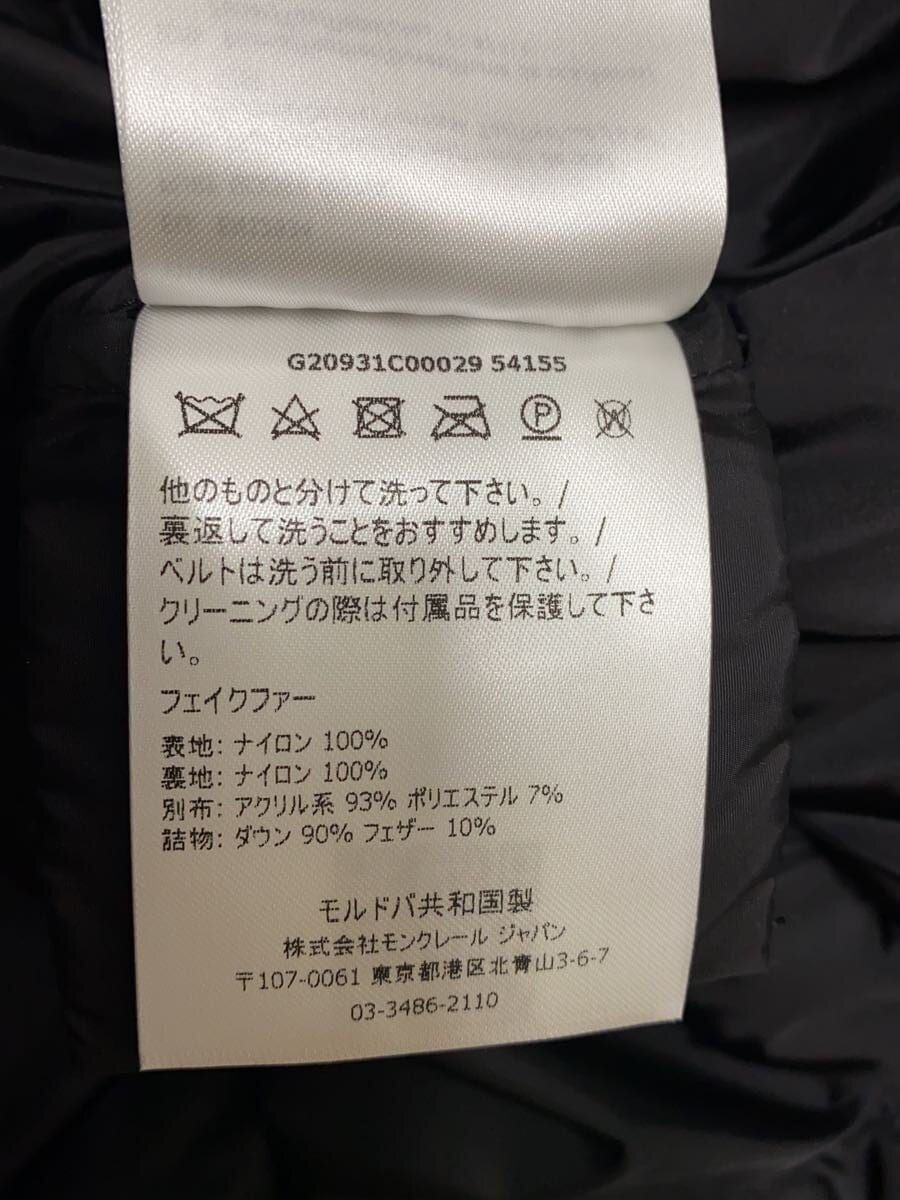 G20931C00029 54155
P
W
他のものと分けて洗って下さい。/
裏返して洗うことをおすすめします。/
ベルトは洗う前に取り外して下さい。/
クリーニングの際は付属品を保護して下さ
い。
フェイクファー
表地: ナイロン 100%
裏地: ナイロン 100%
別布: アクリル系 93% ポリエステル 7%
詰物: ダウン 90% フェザー 10%
モルドバ共和国製
株式会社モンクレール ジャパン
〒107-0061 東京都港区北青山3-6-7
03-3486-2110